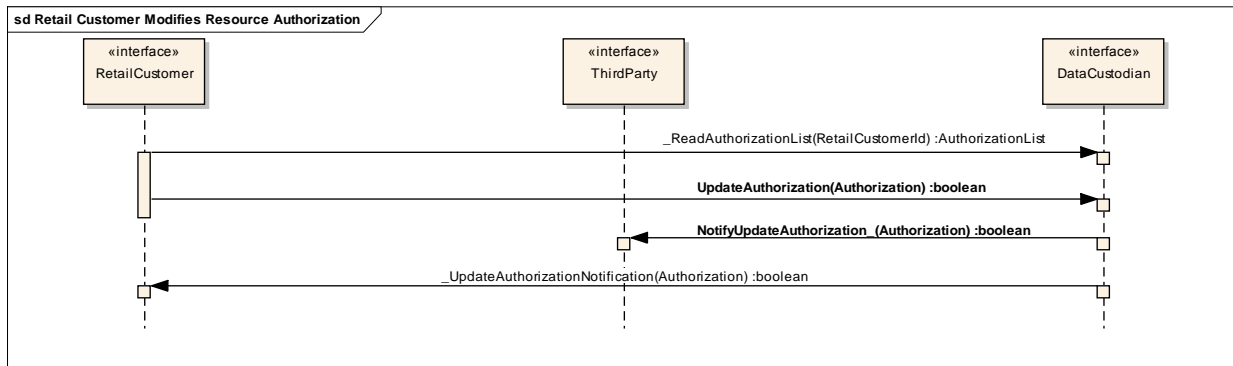 sd Retail Customer Modifies Resource Authorization
«interface»
RetailCustomer
«interface»
ThirdParty
«interface»
DataCustodian
_ReadAuthorizationList(RetailCustomerId) :AuthorizationList
UpdateAuthorization(Authorization) :boolean
NotifyUpdateAuthorization_(Authorization) :boolean
_UpdateAuthorizationNotification(Authorization) :boolean